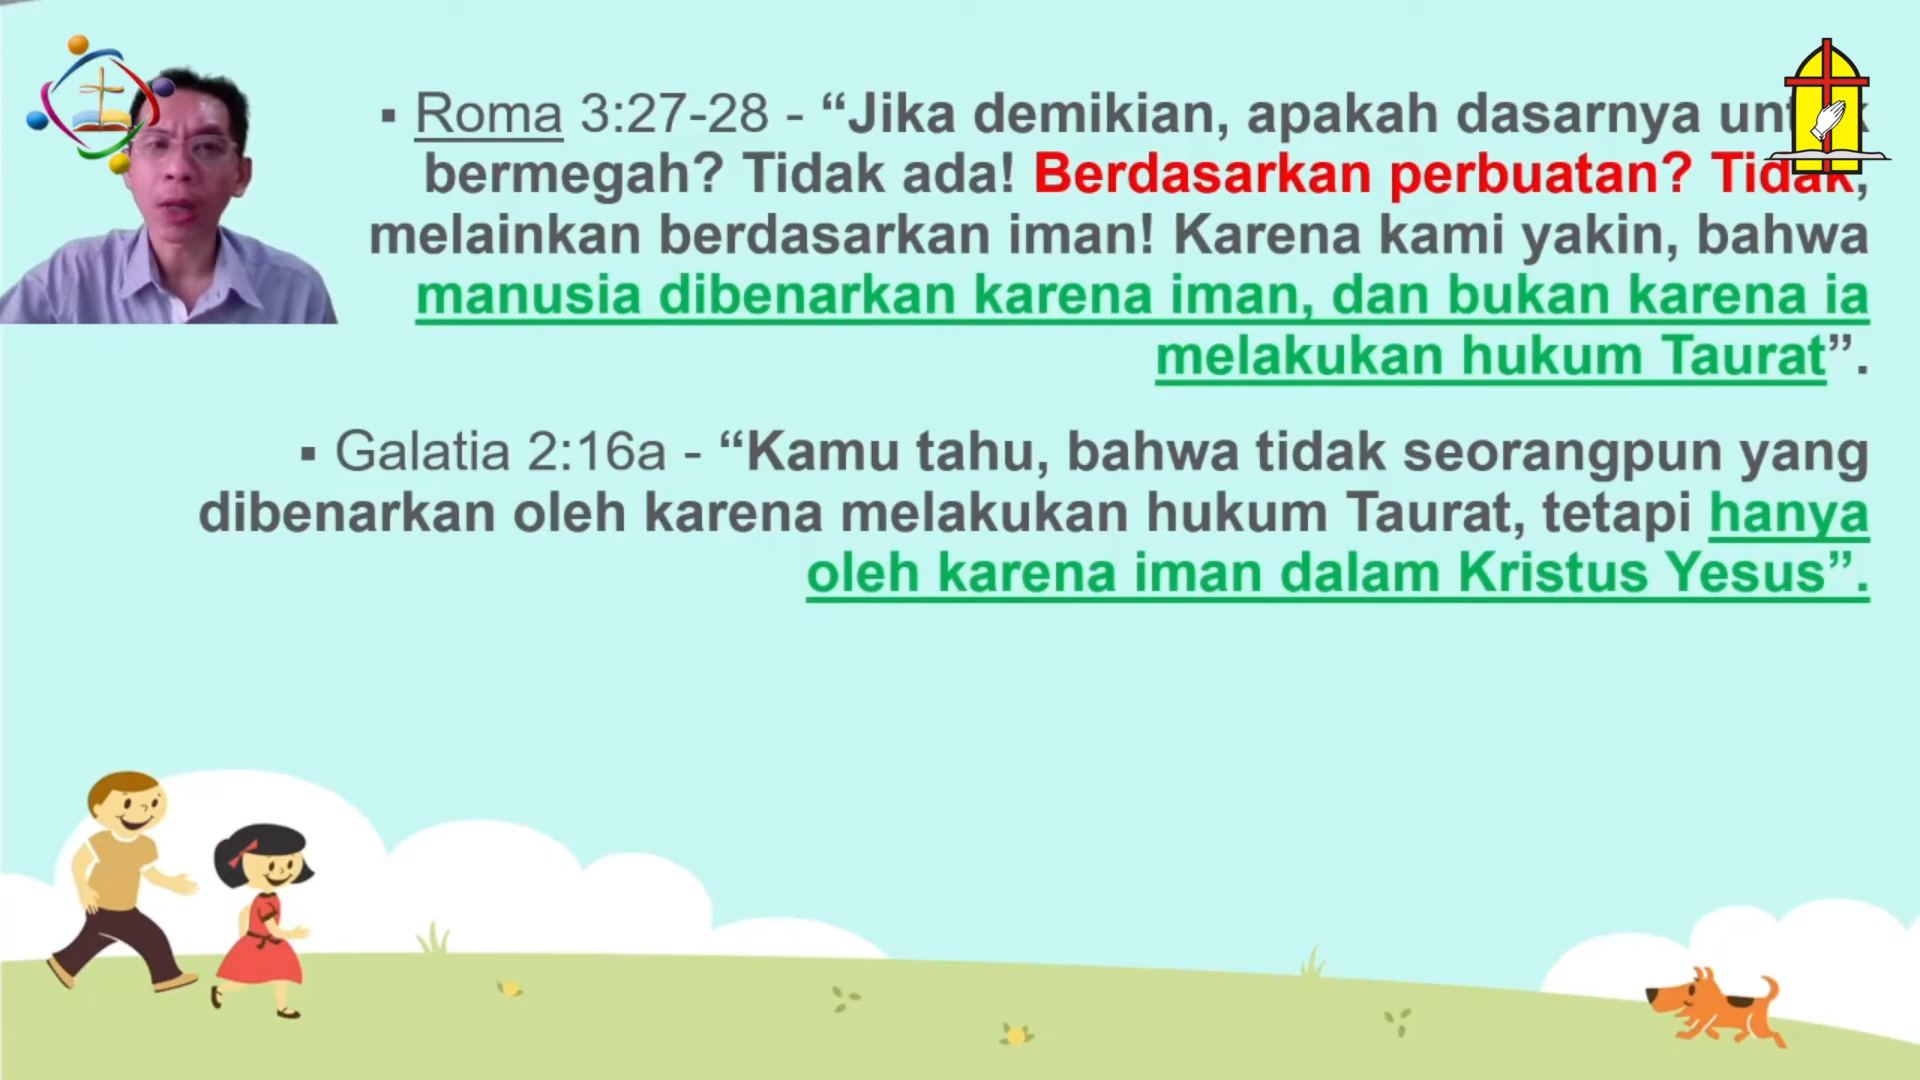 ▪ Roma 3:27-28 - “Jika demikian, apakah dasarnya untuk
bermegah? Tidak ada! Berdasarkan perbuatan? Tidak,
melainkan berdasarkan iman! Karena kami yakin, bahwa
manusia dibenarkan karena iman, dan bukan karena ia
melakukan hukum Taurat”.
▪ Galatia 2:16a - “Kamu tahu, bahwa tidak seorangpun yang
dibenarkan oleh karena melakukan hukum Taurat, tetapi hanya
oleh karena iman dalam Kristus Yesus”.